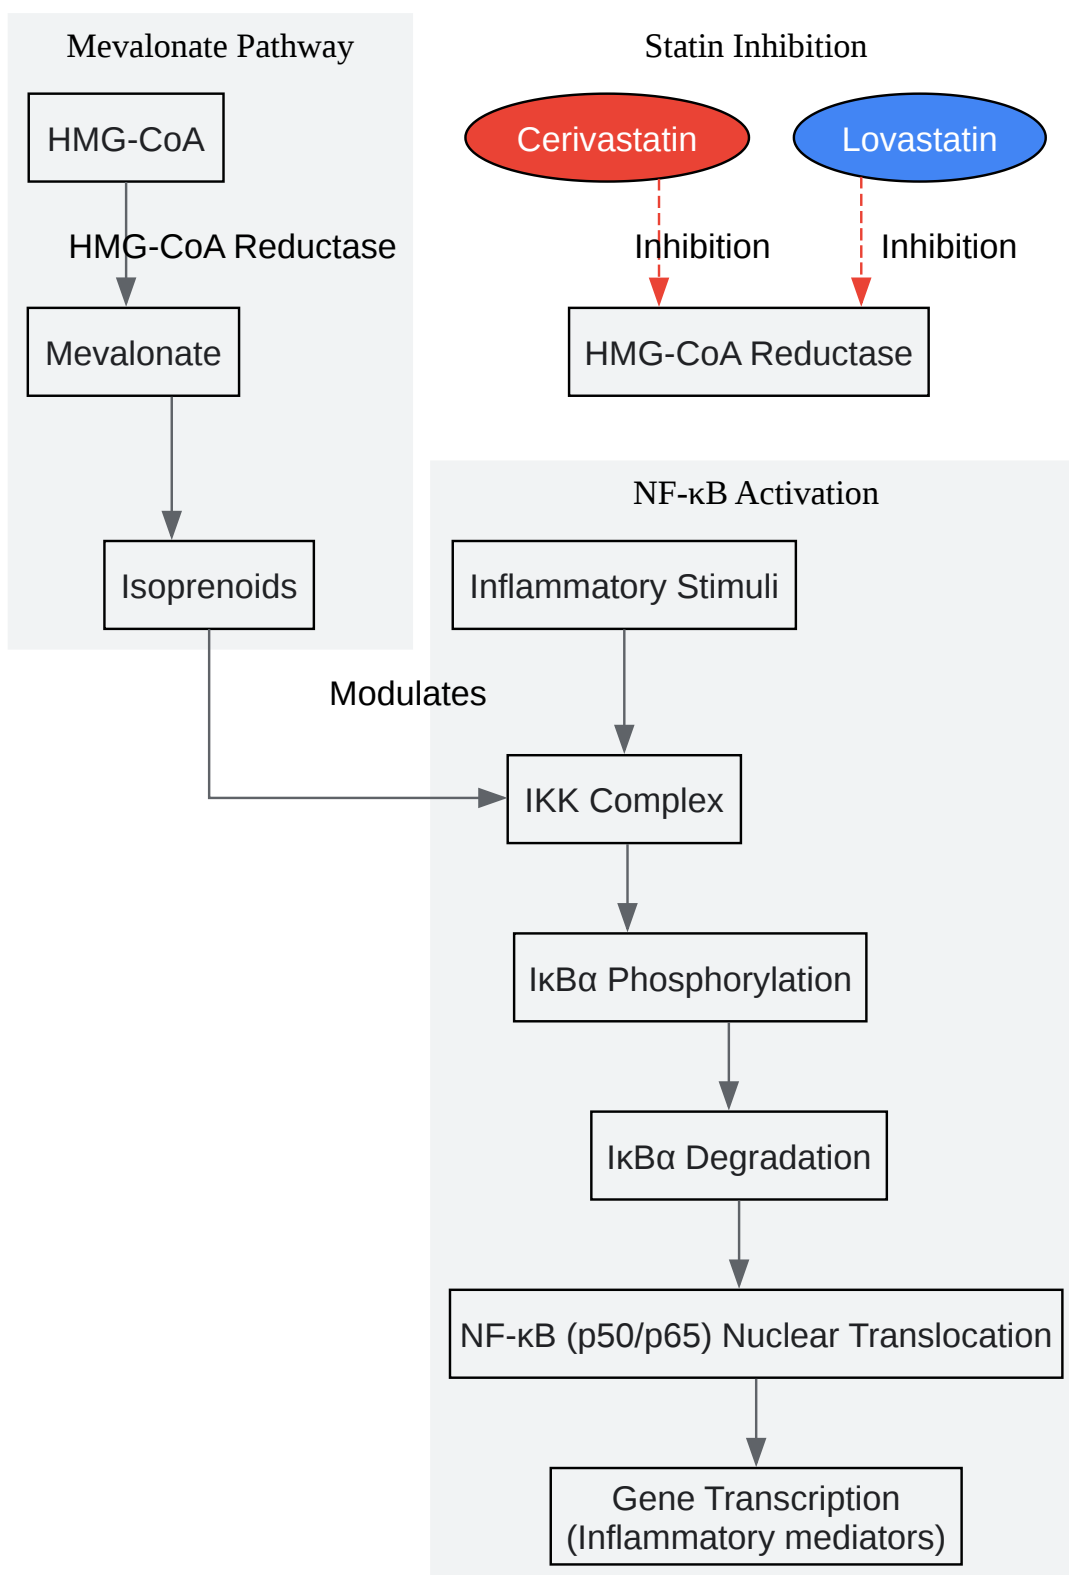 Mevalonate Pathway
HMG-CoA
HMG-CoA Reductase
Mevalonate
Isoprenoids
Modulates
Statin Inhibition
Cerivastatin
Lovastatin
Inhibition
Inhibition
HMG-CoA Reductase
NF-κB Activation
Inflammatory Stimuli
IKK Complex
IκBα Phosphorylation
IκBα Degradation
NF-κB (p50/p65) Nuclear Translocation
Gene Transcription
(Inflammatory mediators)